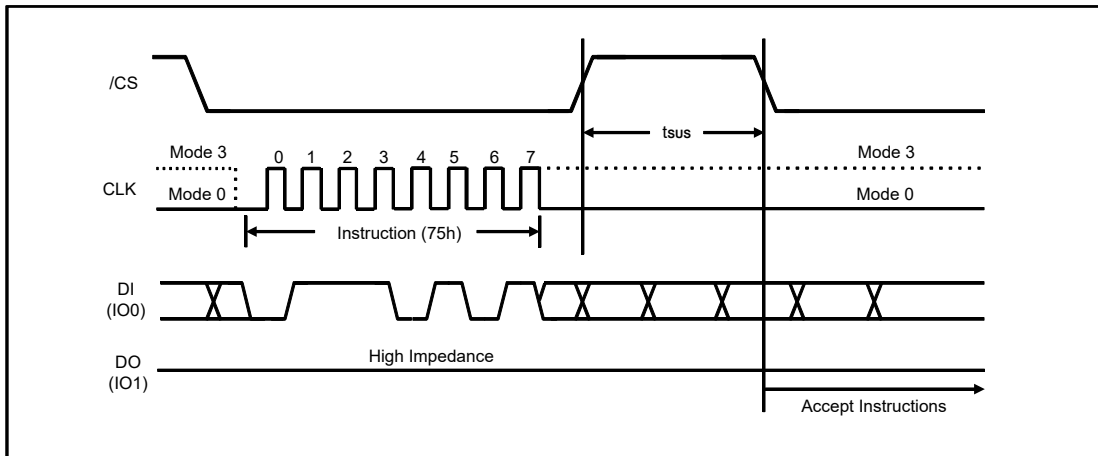 /CS
tsus
Mode 3 0 1 2 3 4 5 6 7 Mode 3
CLK
Mode 0 Mode 0
Instruction (75h)
DI
(IO0)
High Impedance
DO
(IO1)
Accept Instructions